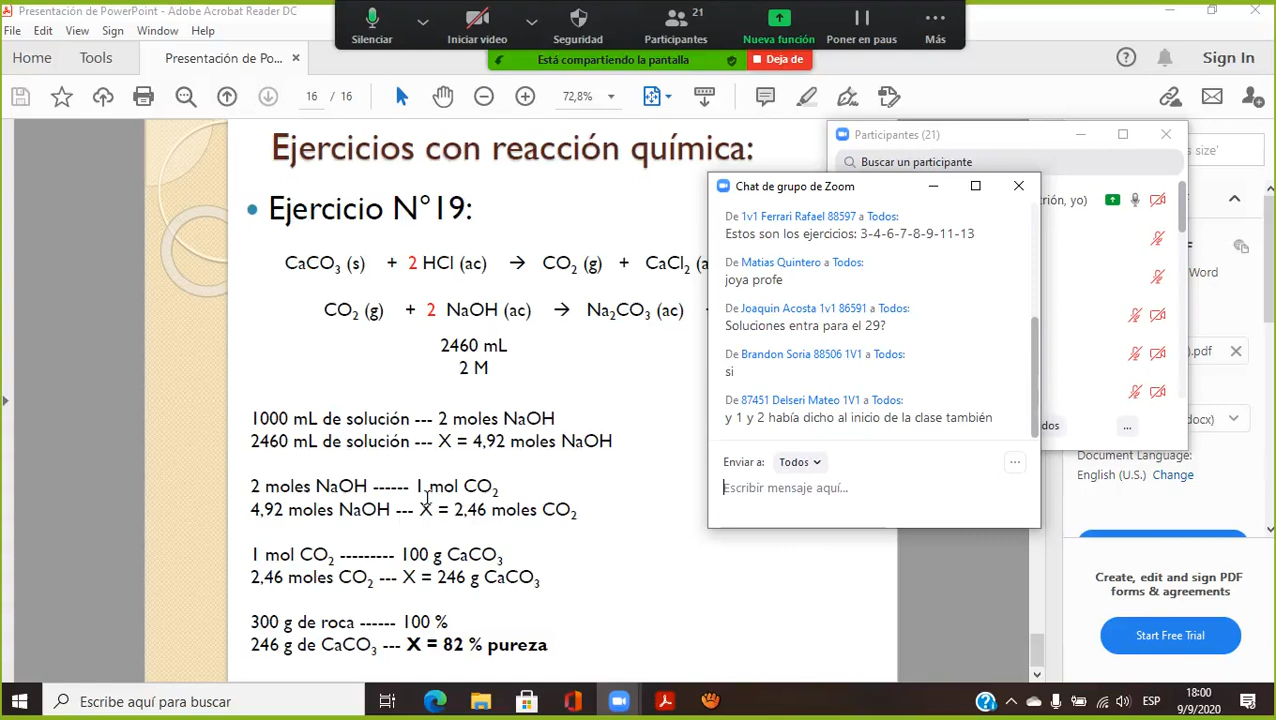 Presentación de PowerPoint - Adobe Acrobat Reader DC
File Edit View Sign Window Help
Silenciar Iniciar video Seguridad Participantes 21 Nueva función Poner en paus Más
Está compartiendo la pantalla Deja de
Home Tools Presentación de Po... × Sign In
16 / 16 72,8%
Ejercicios con reacción química:
• Ejercicio N°19:
CaCO₃ (s) + 2 HCl (ac) → CO₂ (g) + CaCl₂ (a
CO₂ (g) + 2 NaOH (ac) → Na₂CO₃ (ac)
2460 mL
2 M
1000 mL de solución --- 2 moles NaOH
2460 mL de solución --- X = 4,92 moles NaOH
2 moles NaOH ------ 1 mol CO₂
4,92 moles NaOH --- X = 2,46 moles CO₂
1 mol CO₂ --------- 100 g CaCO₃
2,46 moles CO₂ --- X = 246 g CaCO₃
300 g de roca ------ 100 %
246 g de CaCO₃ --- X = 82 % pureza
Participantes (21)
Buscar un participante
trión, yo)
odos
...
Chat de grupo de Zoom
De 1v1 Ferrari Rafael 88597 a Todos:
Estos son los ejercicios: 3-4-6-7-8-9-11-13
De Matias Quintero a Todos:
joya profe
De Joaquin Acosta 1v1 86591 a Todos:
Soluciones entra para el 29?
De Brandon Soria 88506 1V1 a Todos:
si
De 87451 Delseri Mateo 1V1 a Todos:
y 1 y 2 había dicho al inicio de la clase también
Enviar a: Todos
Escribir mensaje aquí...
size'
Word
).pdf
docx)
Document Language:
English (U.S.) Change
Create, edit and sign PDF
forms & agreements
Start Free Trial
Escribe aquí para buscar
ESP
18:00
9/9/2020